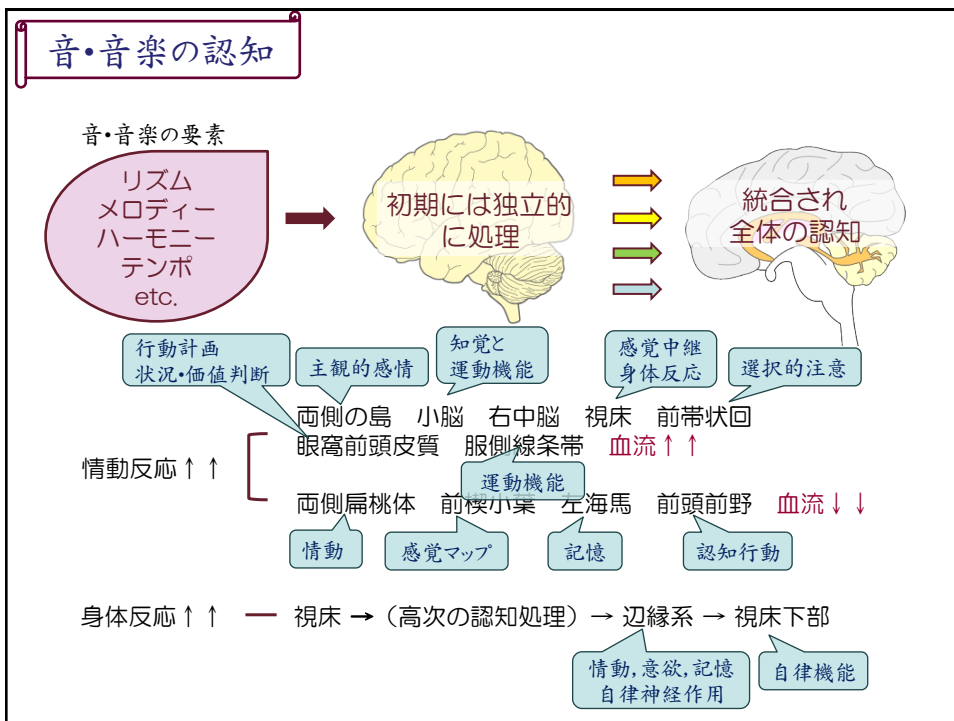 音・音楽の認知
音・音楽の要素
リズム
メロディー
ハーモニー
テンポ
etc.
初期には独立的
に処理
統合され
全体の認知
行動計画
状況・価値判断
主観的感情
知覚と
運動機能
感覚中継
身体反応
選択的注意
両側の島 小脳 右中脳 視床 前帯状回
眼窩前頭皮質 服側線条帯 血流↑↑
情動反応↑↑
運動機能
両側扁桃体 前楔小葉 左海馬 前頭前野 血流↓↓
情動
感覚マップ
記憶
認知行動
身体反応↑↑ ー 視床 → (高次の認知処理) → 辺縁系 → 視床下部
情動,意欲,記憶
自律神経作用
自律機能